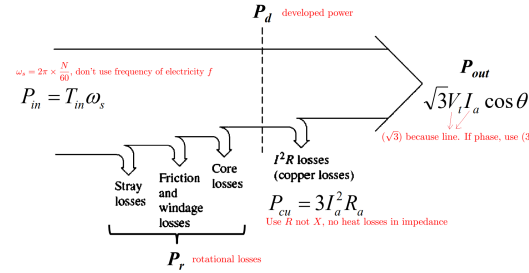 P_d developed power
ω_s = 2π × N/60, don't use frequency of electricity f
P_in = T_in ω_s
P_out
√3 V_t I_a cos θ
(√3) because line. If phase, use (3
Stray
losses
Friction
and
windage
losses
Core
losses
I²R losses
(copper losses)
P_cu = 3I_a²R_a
Use R not X, no heat losses in impedance
P_r rotational losses